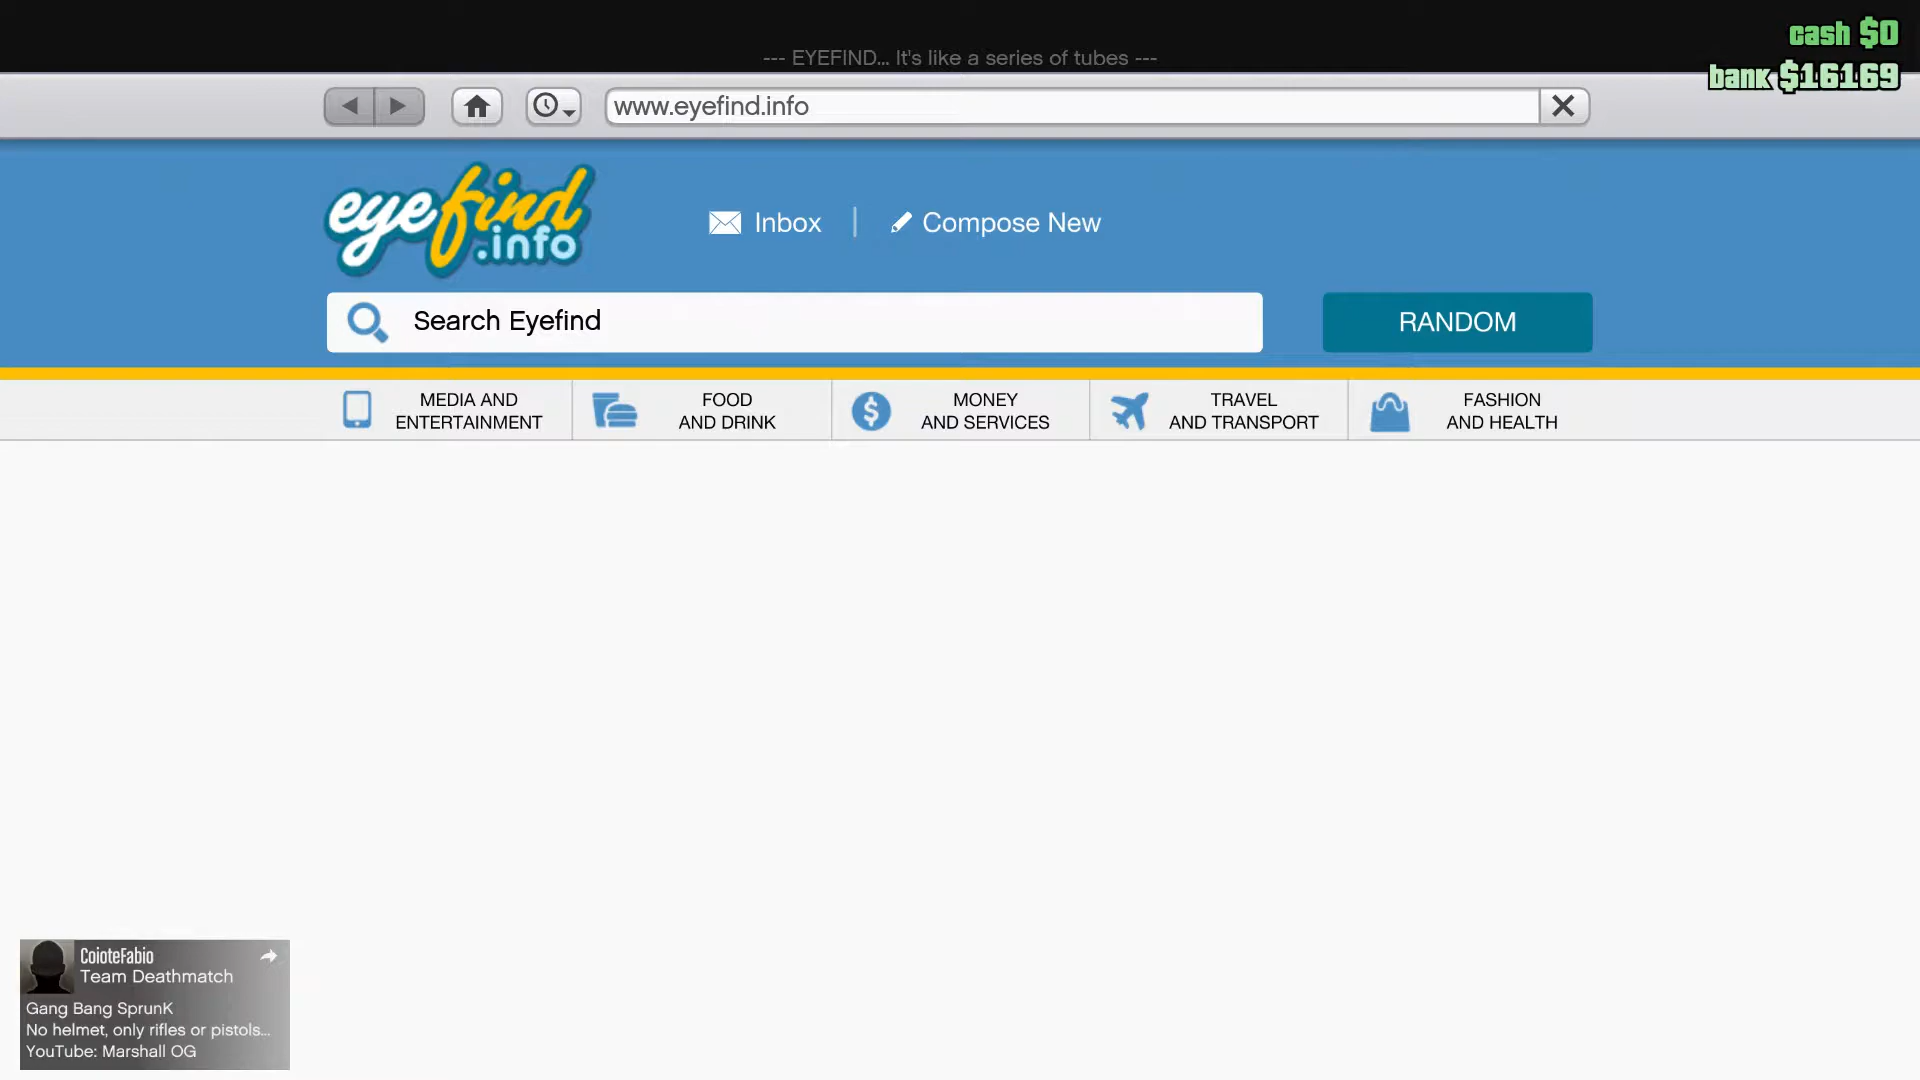 cash $0
--- EYEFIND... It's like a series of tubes ---
bank $16169
www.eyefind.info
eyefind
.info
Inbox
Compose New
Search Eyefind
RANDOM
MEDIA AND
ENTERTAINMENT
FOOD
AND DRINK
MONEY
AND SERVICES
TRAVEL
AND TRANSPORT
FASHION
AND HEALTH
CoioteFabio
Team Deathmatch
Gang Bang SprunK
No helmet, only rifles or pistols...
YouTube: Marshall OG